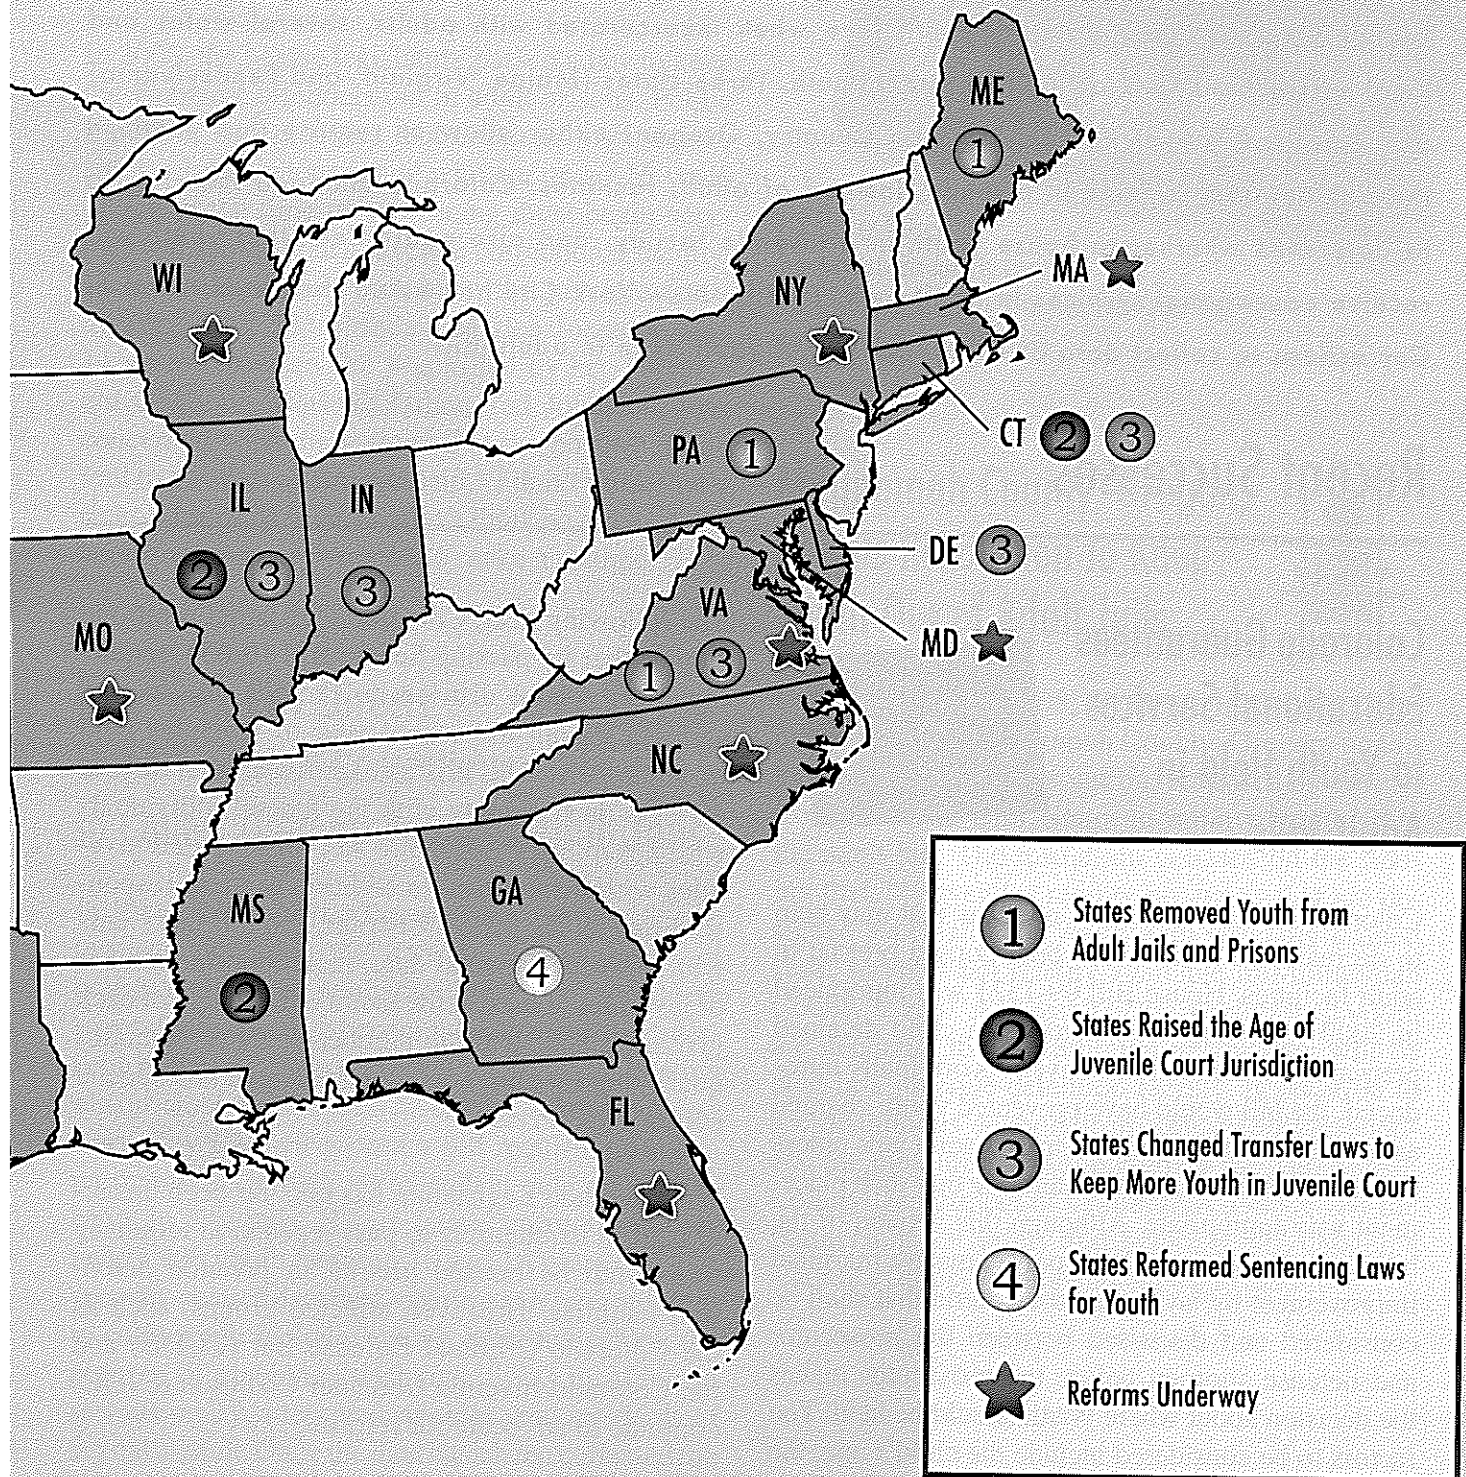 ME
1
MA
WI
NY
CT 2 3
PA 1
IL
IN
2 3
3
DE 3
VA
MO
MD
1 3
NC
MS
GA
4
2
FL
1 States Removed Youth from
Adult Jails and Prisons
2 States Raised the Age of
Juvenile Court Jurisdiction
3 States Changed Transfer Laws to
Keep More Youth in Juvenile Court
4 States Reformed Sentencing Laws
for Youth
Reforms Underway